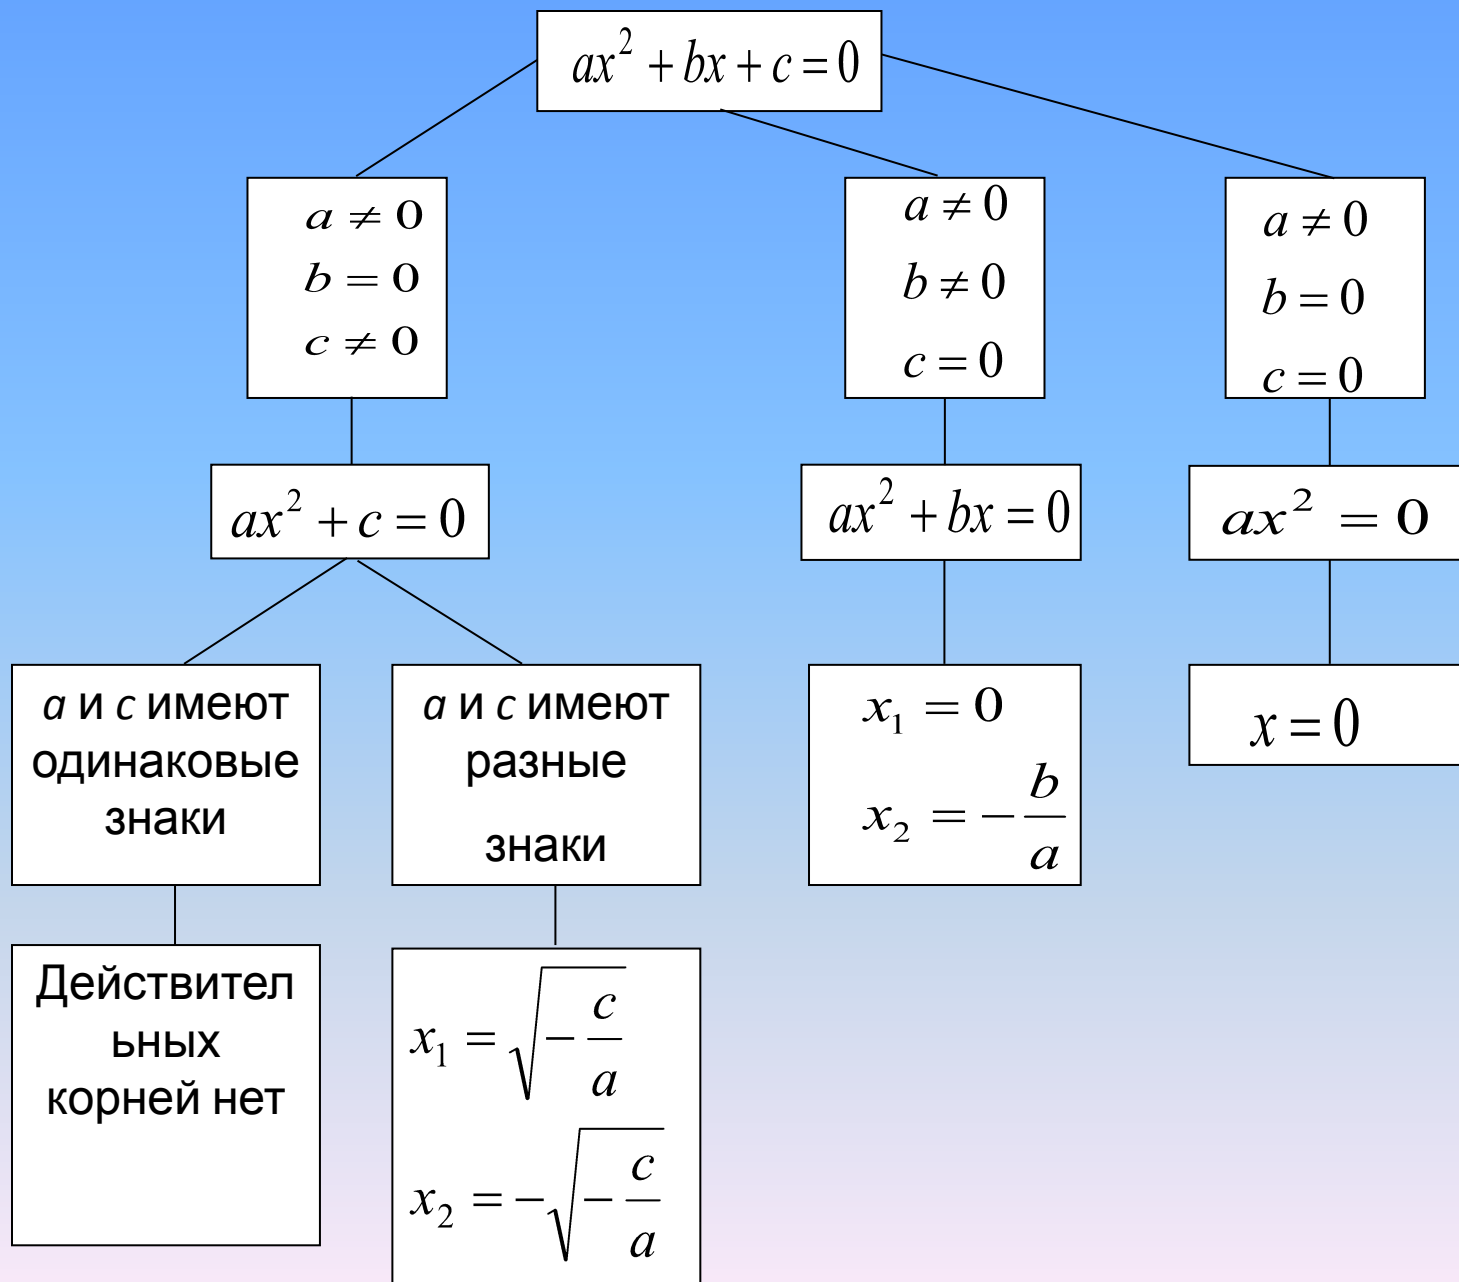 ax² + bx + c = 0
a ≠ 0
b = 0
c ≠ 0
a ≠ 0
b ≠ 0
c = 0
a ≠ 0
b = 0
c = 0
ax² + c = 0
ax² + bx = 0
ax² = 0
a и c имеют
одинаковые
знаки
a и c имеют
разные
знаки
x₁ = 0
x₂ = −b/a
x = 0
Действител
ьных
корней нет
x₁ = √(−c/a)
x₂ = −√(−c/a)